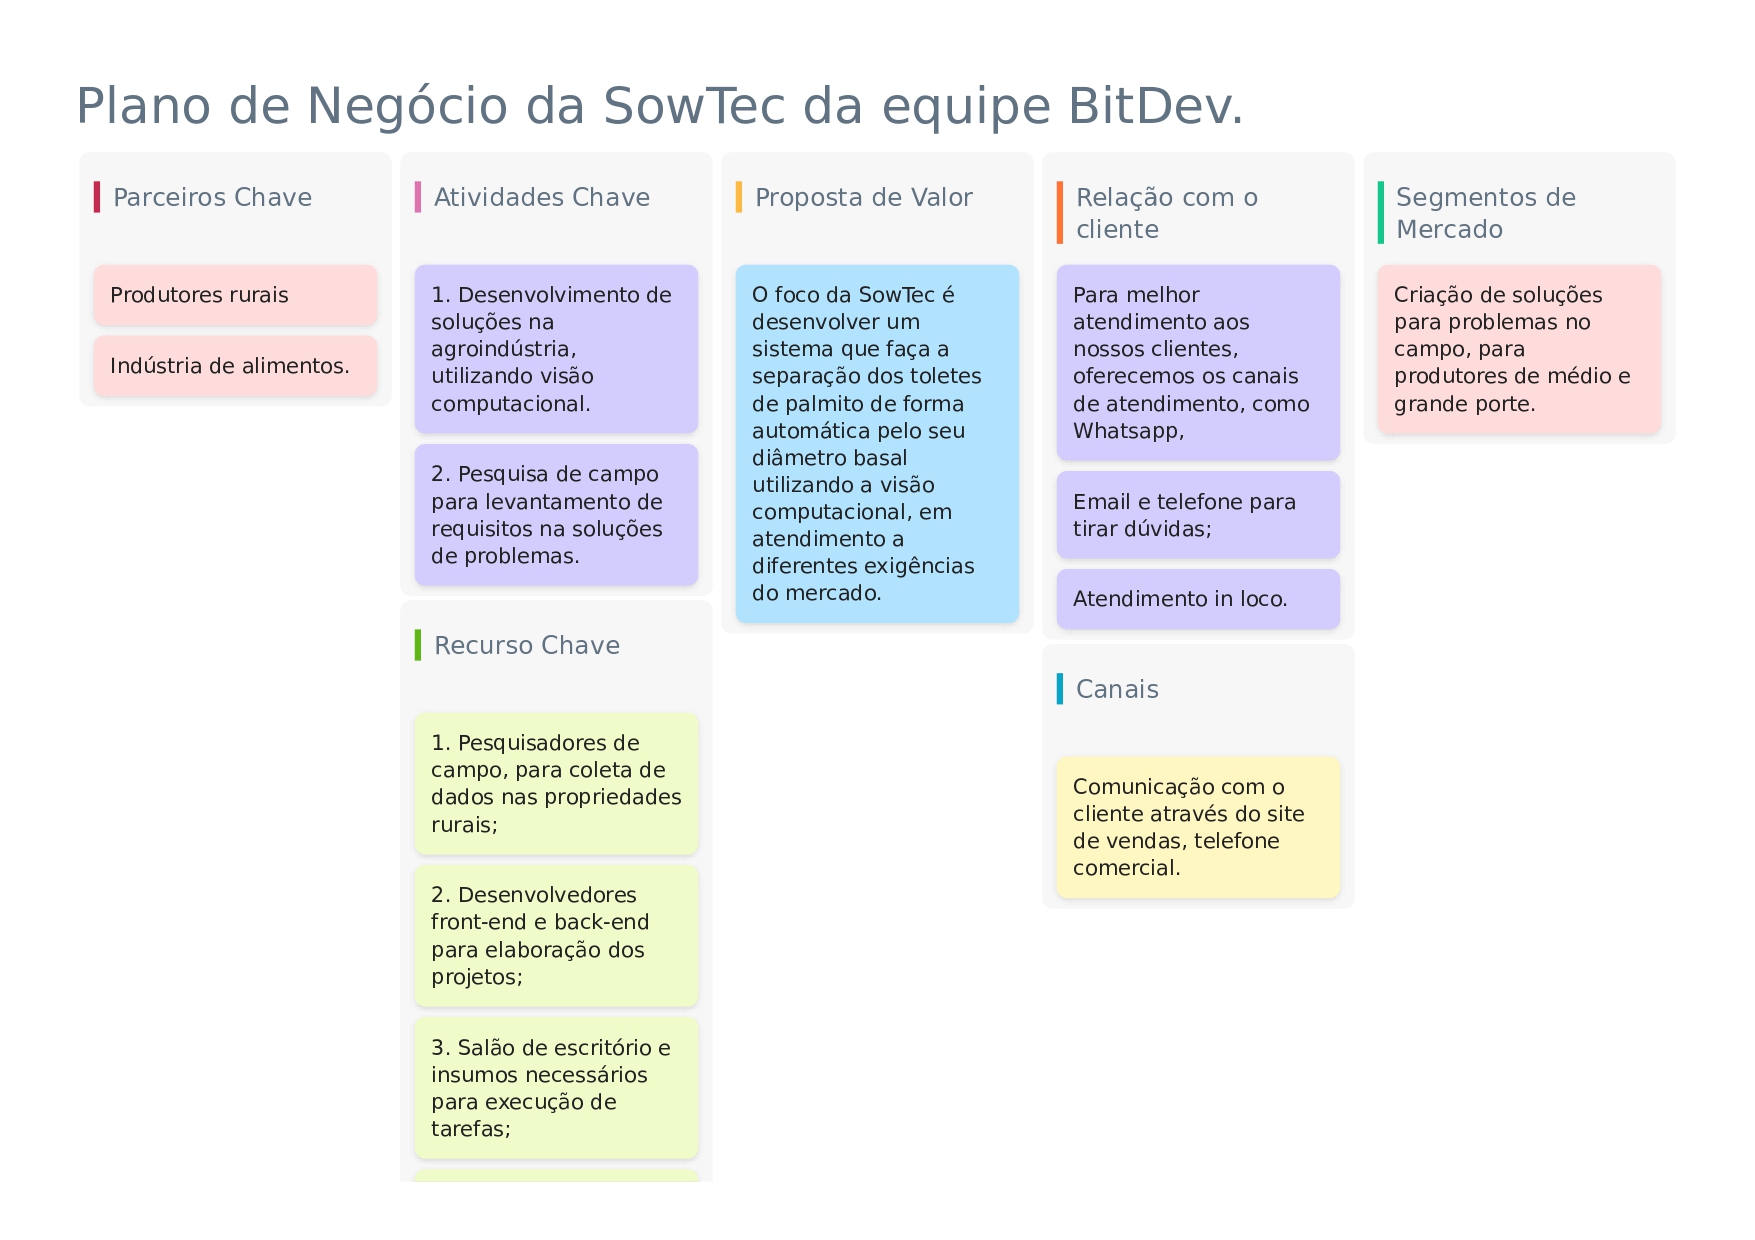 Plano de Negócio da SowTec da equipe BitDev.
Parceiros Chave
Produtores rurais
Indústria de alimentos.
Atividades Chave
1. Desenvolvimento de
soluções na
agroindústria,
utilizando visão
computacional.
2. Pesquisa de campo
para levantamento de
requisitos na soluções
de problemas.
Recurso Chave
1. Pesquisadores de
campo, para coleta de
dados nas propriedades
rurais;
2. Desenvolvedores
front-end e back-end
para elaboração dos
projetos;
3. Salão de escritório e
insumos necessários
para execução de
tarefas;
Proposta de Valor
O foco da SowTec é
desenvolver um
sistema que faça a
separação dos toletes
de palmito de forma
automática pelo seu
diâmetro basal
utilizando a visão
computacional, em
atendimento a
diferentes exigências
do mercado.
Relação com o
cliente
Para melhor
atendimento aos
nossos clientes,
oferecemos os canais
de atendimento, como
Whatsapp,
Email e telefone para
tirar dúvidas;
Atendimento in loco.
Canais
Comunicação com o
cliente através do site
de vendas, telefone
comercial.
Segmentos de
Mercado
Criação de soluções
para problemas no
campo, para
produtores de médio e
grande porte.